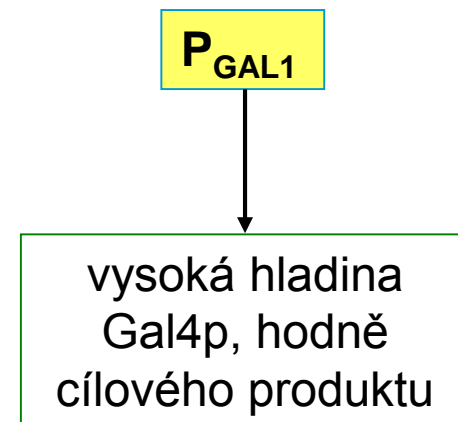 PGAL1
vysoká hladina
Gal4p, hodně
cílového produktu